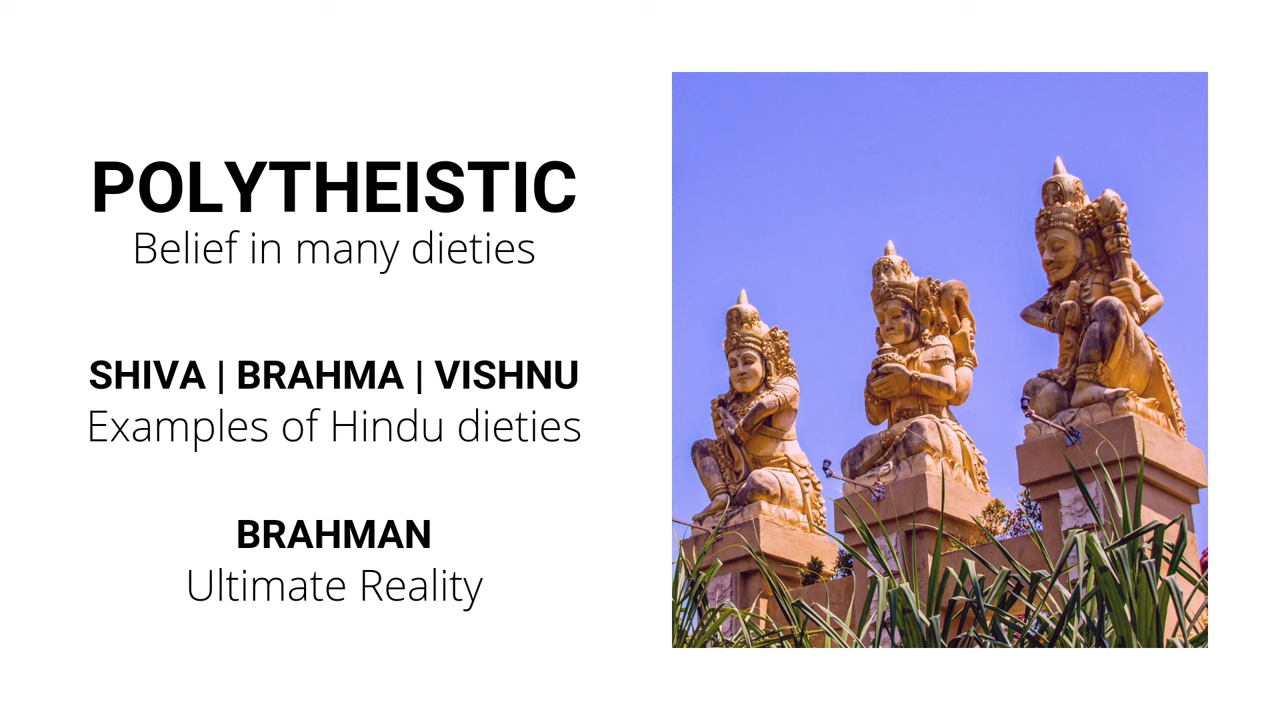 POLYTHEISTIC
Belief in many dieties
SHIVA | BRAHMA | VISHNU
Examples of Hindu dieties
BRAHMAN
Ultimate Reality